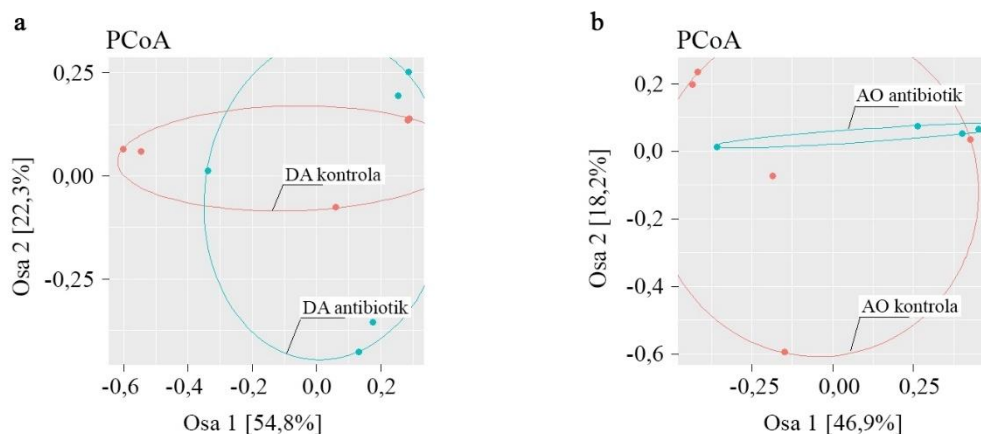 a
PCoA
0,25
0,00
-0,25
Osa 2 [22,3%]
DA kontrola
DA antibiotik
-0,6 -0,4 -0,2 0,0 0,2
Osa 1 [54,8%]
b
PCoA
0,2
0,0
-0,2
-0,4
-0,6
Osa 2 [18,2%]
AO antibiotik
AO kontrola
-0,25 0,00 0,25
Osa 1 [46,9%]